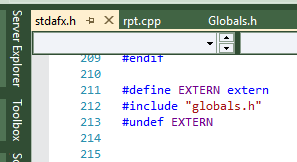 Server Explorer
Toolbox
stdafx.h rpt.cpp Globals.h
209 #endif
210
211 #define EXTERN extern
212 #include "globals.h"
213 #undef EXTERN
214
215